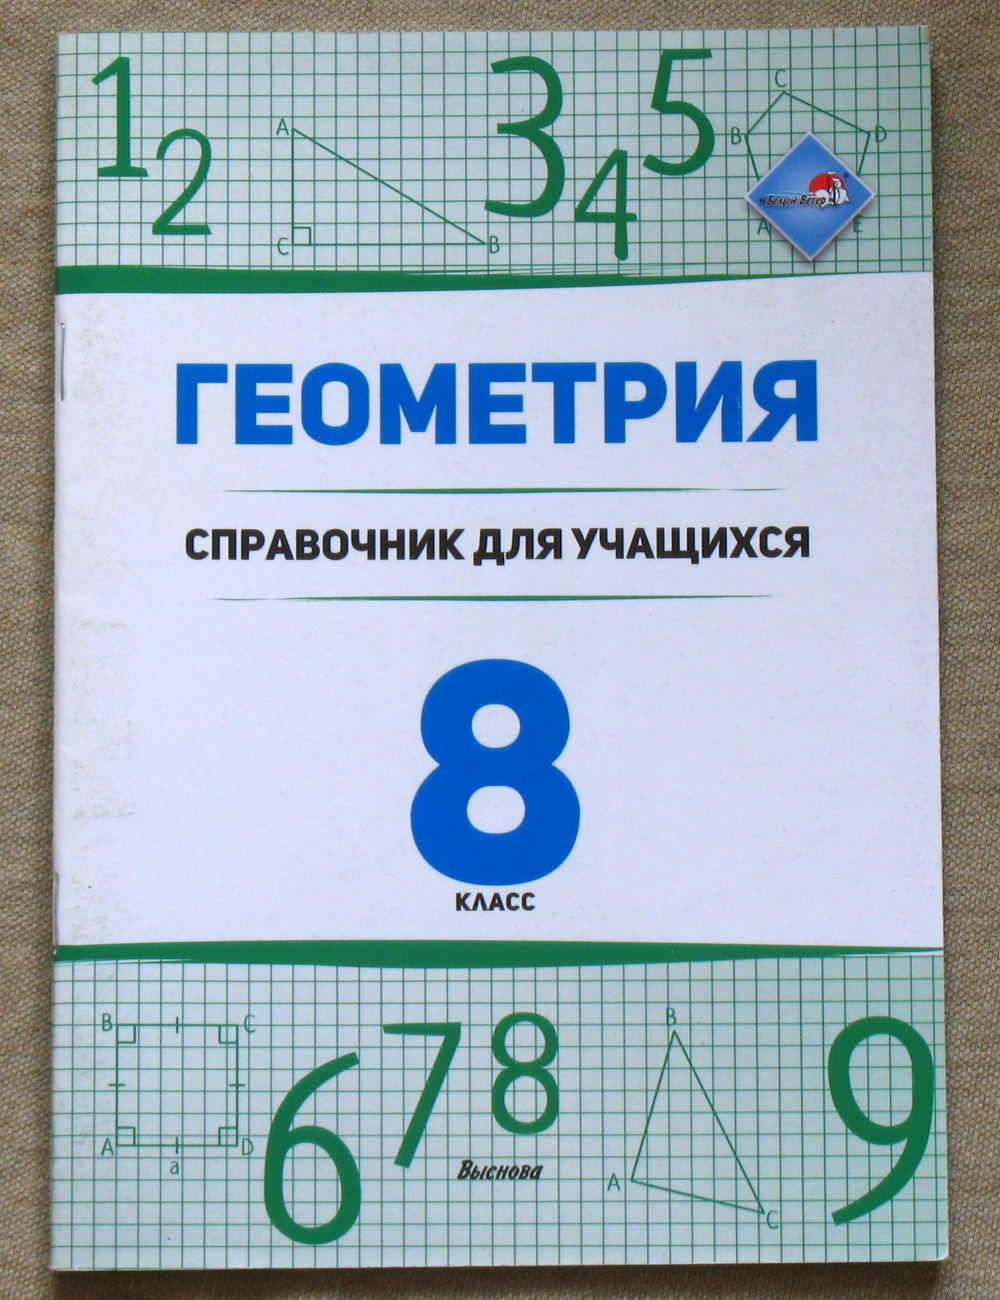 1
2
3
4
5
A
C
B
C
B
D
A
E
«Белый Ветер»
ГЕОМЕТРИЯ
СПРАВОЧНИК ДЛЯ УЧАЩИХСЯ
8
КЛАСС
B
C
A
D
a
6
7
8
9
B
A
C
Выснова